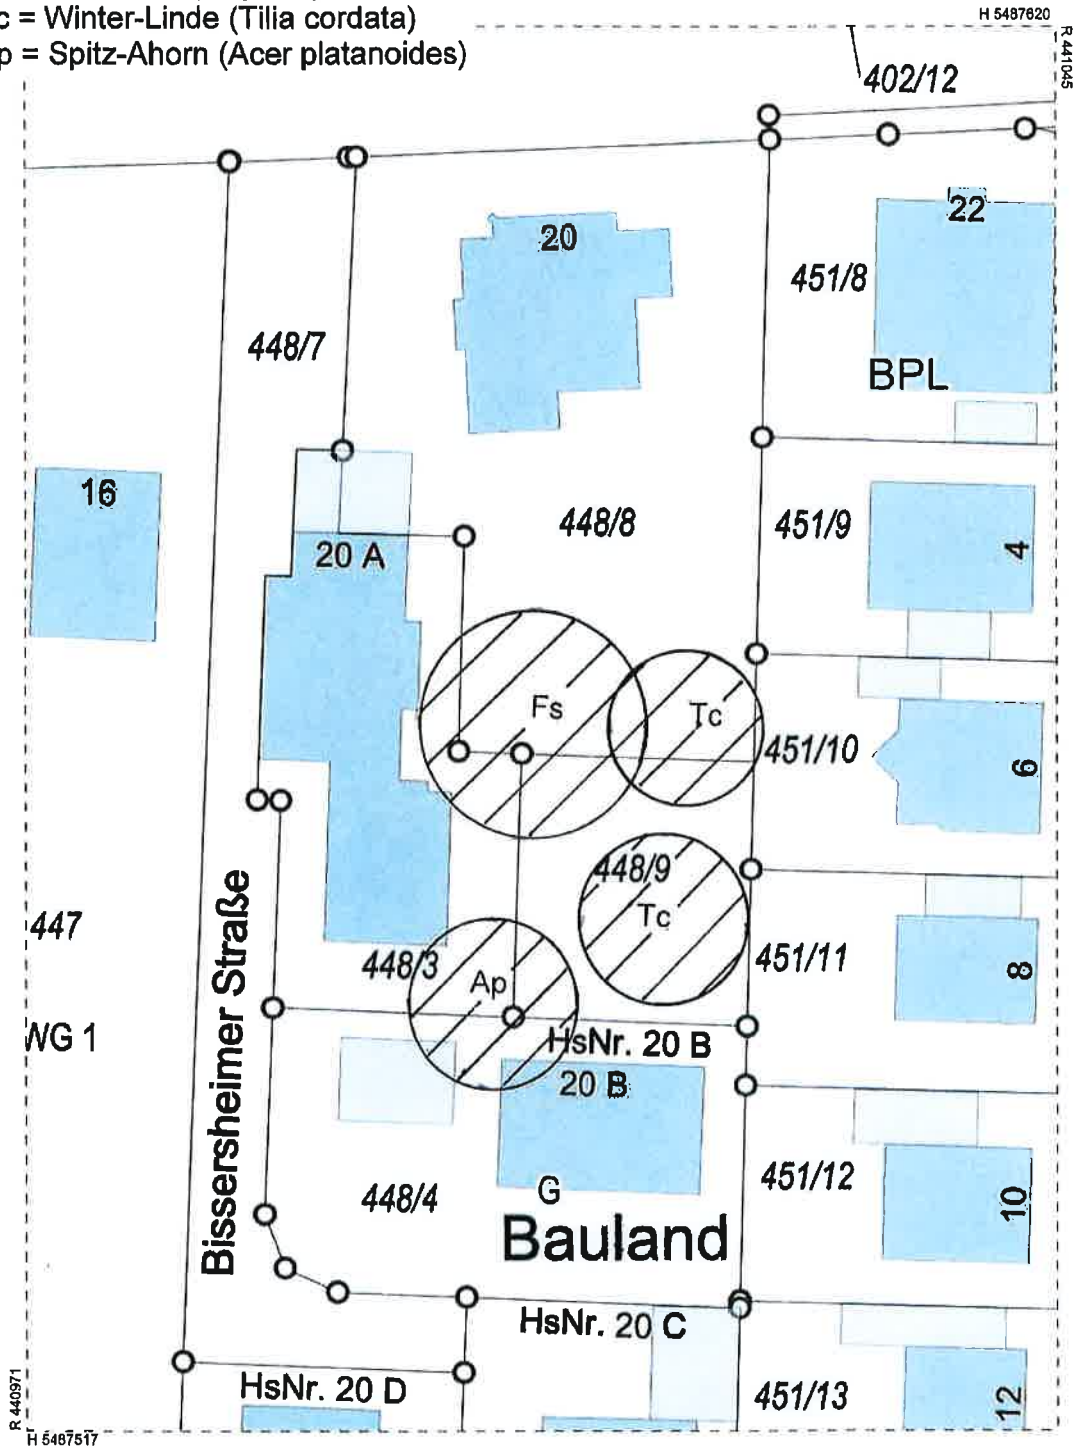 c = Winter-Linde (Tilia cordata)
p = Spitz-Ahorn (Acer platanoides)
H 5487620
R 441045
402/12
20
22
451/8
448/7
BPL
16
448/8
451/9
4
20 A
Fs
Tc
451/10
6
448/9
Tc
447
448/3
Ap
451/11
8
WG 1
HsNr. 20 B
20 B
Bissersheimer Straße
448/4
G
451/12
10
Bauland
HsNr. 20 C
HsNr. 20 D
451/13
12
R 440971
H 5487517